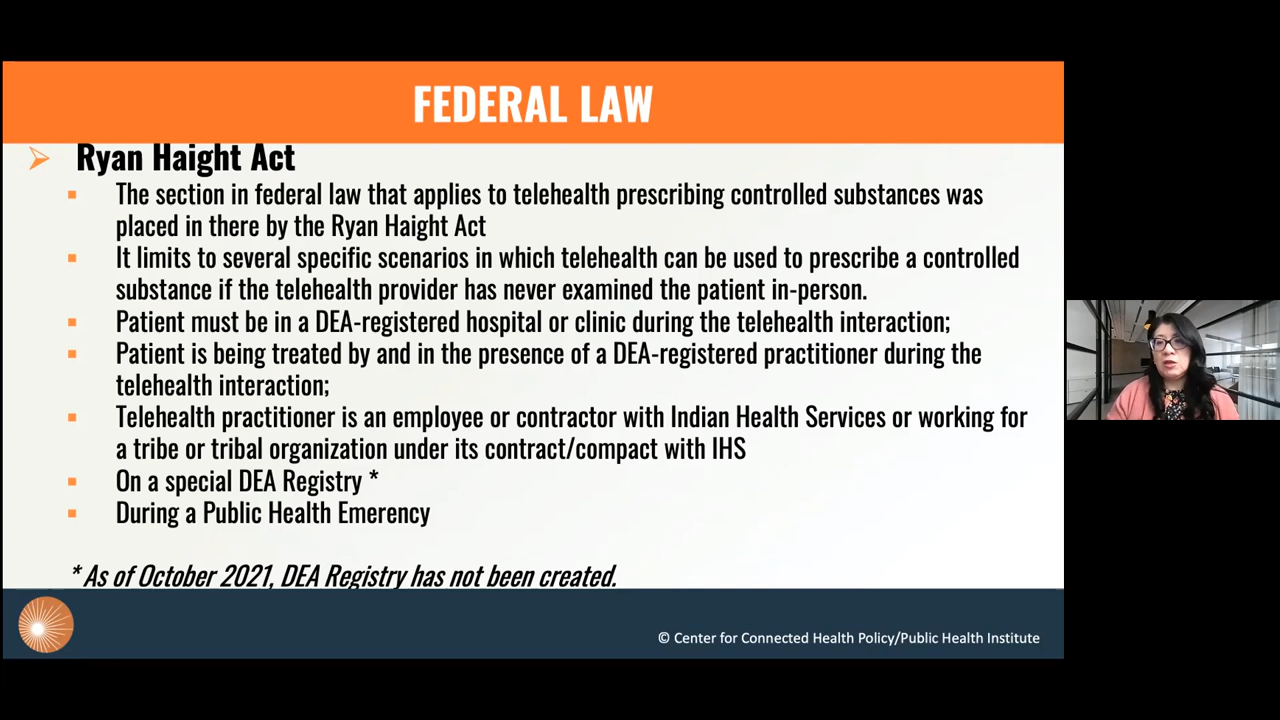 FEDERAL LAW
Ryan Haight Act
The section in federal law that applies to telehealth prescribing controlled substances was
placed in there by the Ryan Haight Act
It limits to several specific scenarios in which telehealth can be used to prescribe a controlled
substance if the telehealth provider has never examined the patient in-person.
Patient must be in a DEA-registered hospital or clinic during the telehealth interaction;
Patient is being treated by and in the presence of a DEA-registered practitioner during the
telehealth interaction;
Telehealth practitioner is an employee or contractor with Indian Health Services or working for
a tribe or tribal organization under its contract/compact with IHS
On a special DEA Registry *
During a Public Health Emerency
* As of October 2021, DEA Registry has not been created.
© Center for Connected Health Policy/Public Health Institute